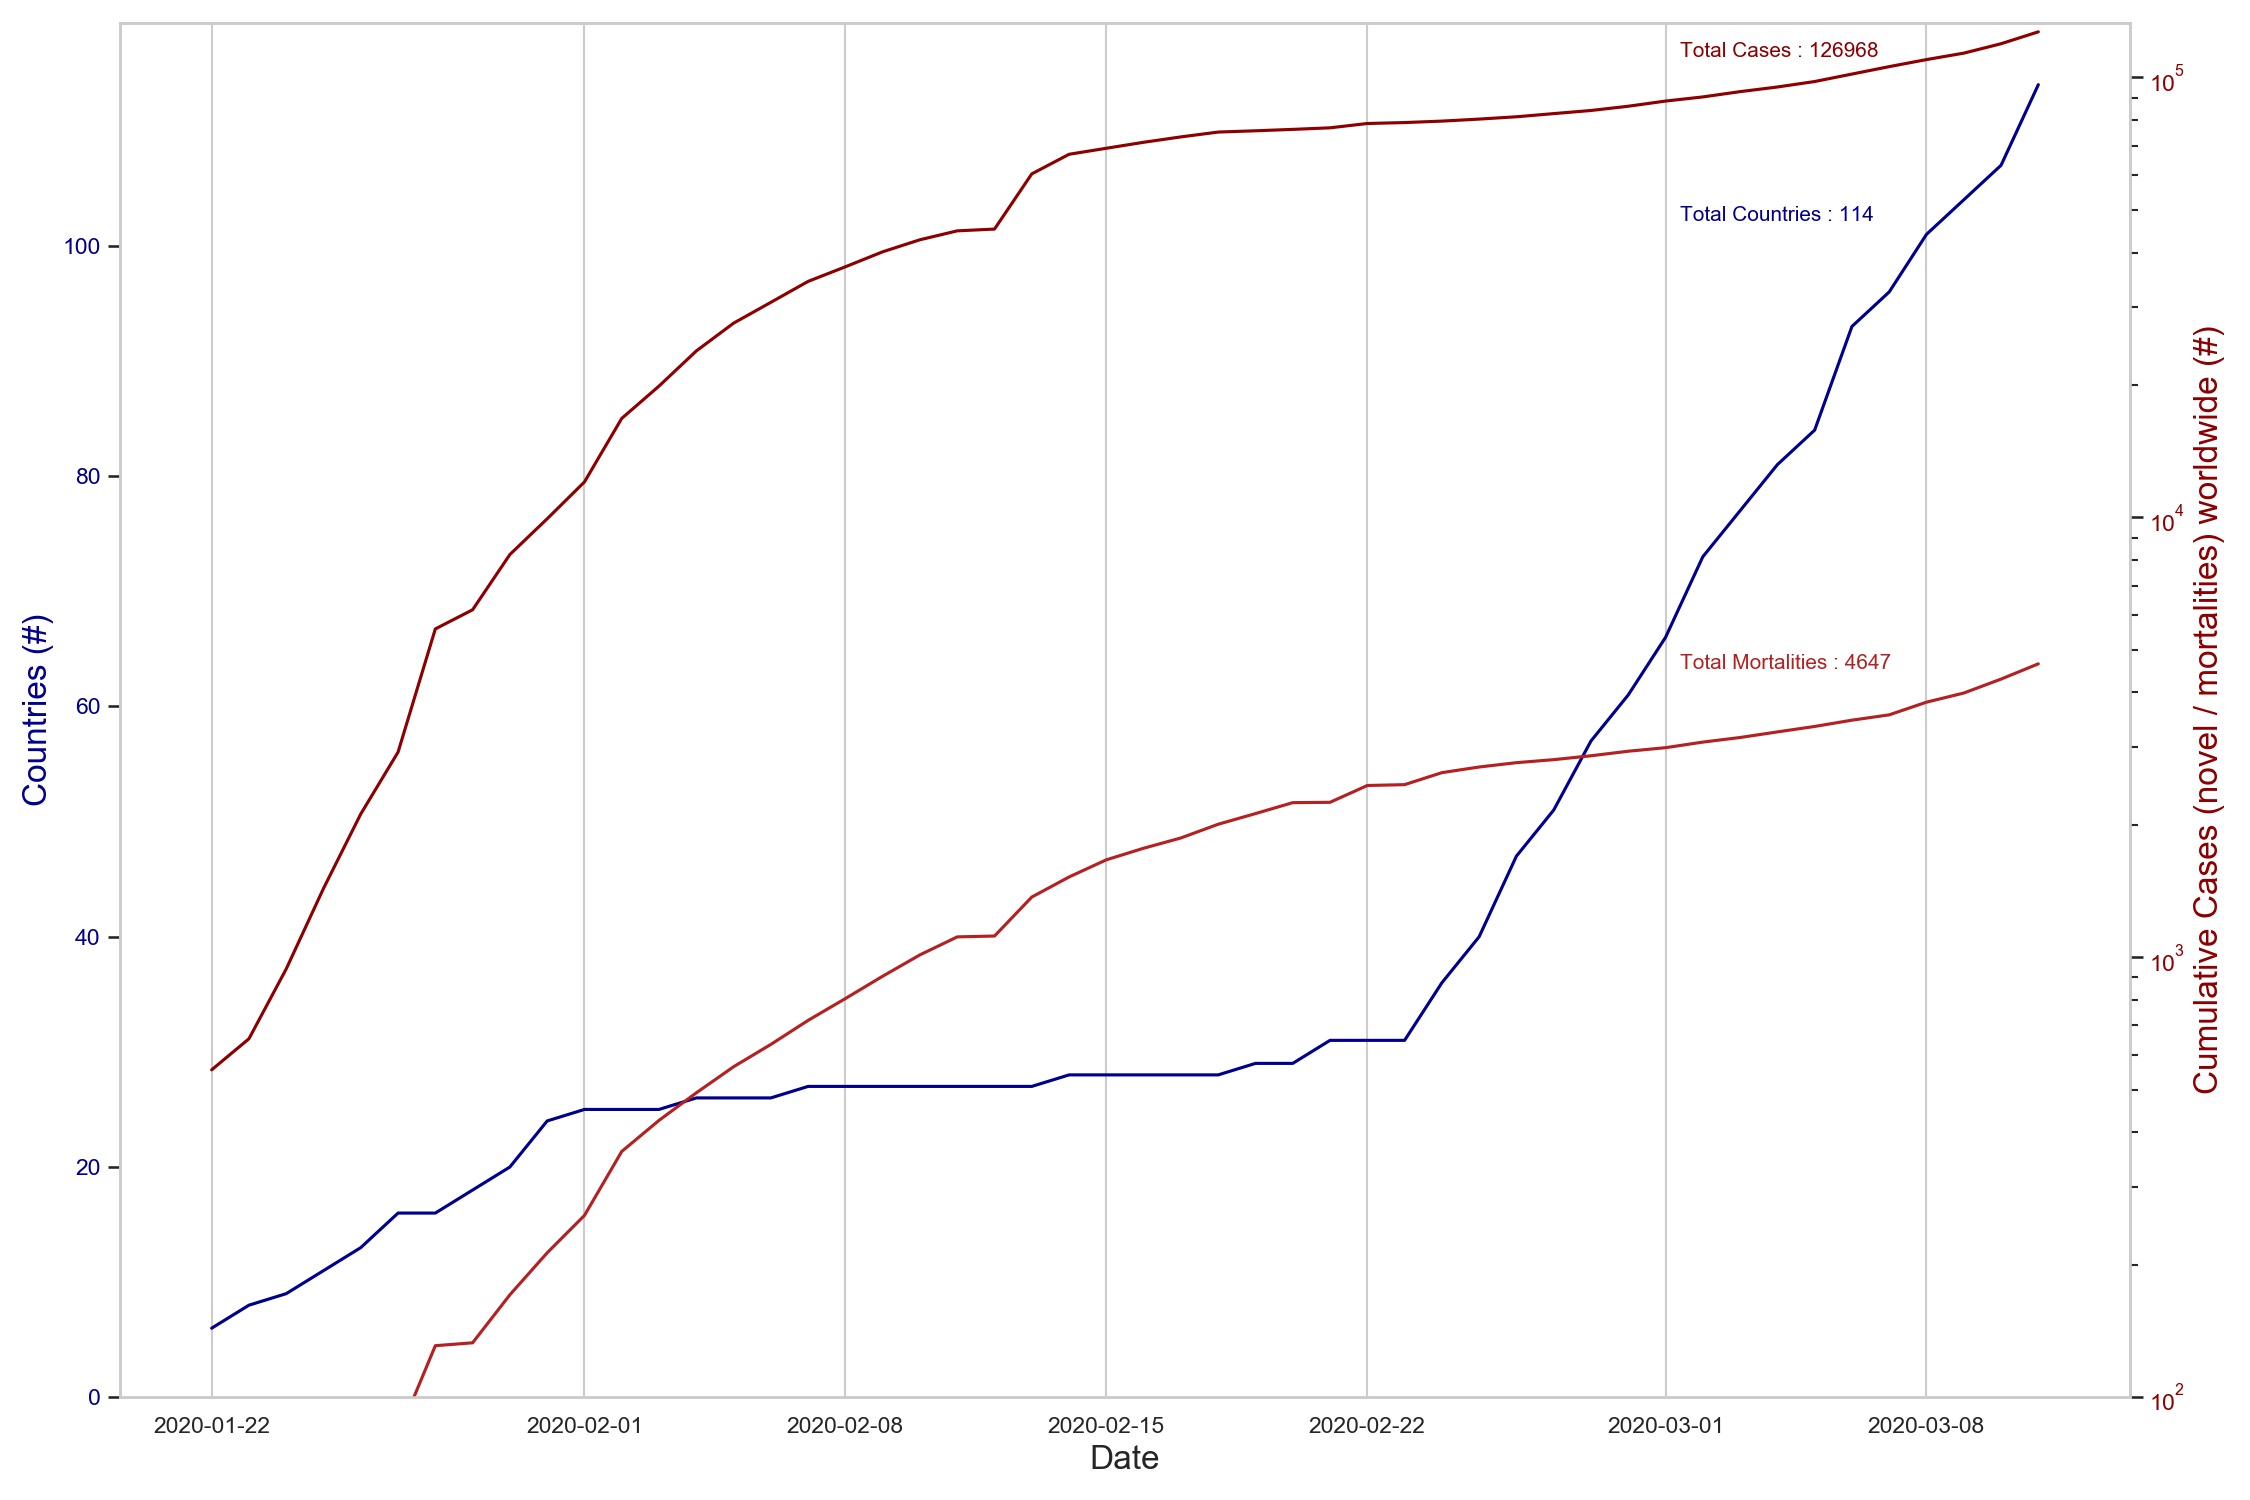 Total Cases : 126968
10^5
Total Countries : 114
100
80
10^4
Countries (#)
Cumulative Cases (novel / mortalities) worldwide (#)
Total Mortalities : 4647
60
40
10^3
20
0
10^2
2020-01-22
2020-02-01
2020-02-08
2020-02-15
2020-02-22
2020-03-01
2020-03-08
Date